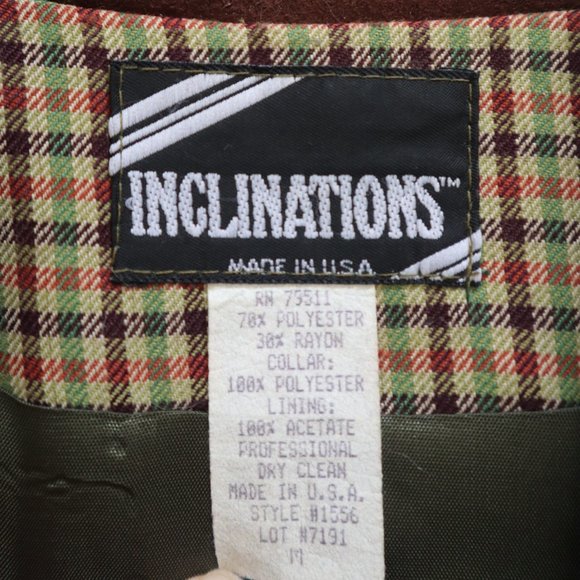 INCLINATIONS™
MADE IN U.S.A
RN 79511
70% POLYESTER
30% RAYON
COLLAR:
100% POLYESTER
LINING:
100% ACETATE
PROFESSIONAL
DRY CLEAN
MADE IN U.S.A.
STYLE #1556
LOT #7191
M